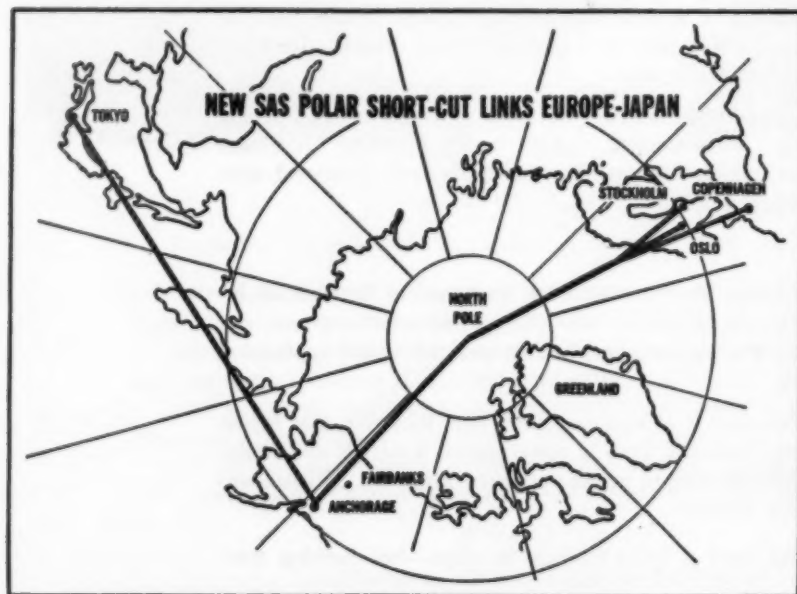 NEW SAS POLAR SHORT-CUT LINKS EUROPE-JAPAN
TOKYO
STOCKHOLM
COPENHAGEN
OSLO
NORTH
POLE
GREENLAND
FAIRBANKS
ANCHORAGE